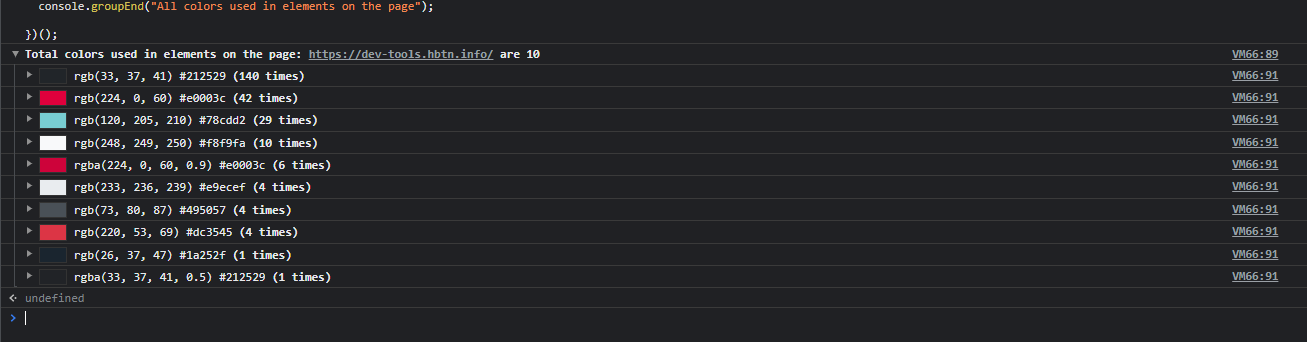 console.groupEnd("All colors used in elements on the page");
})();
Total colors used in elements on the page: https://dev-tools.hbtn.info/ are 10 VM66:89
rgb(33, 37, 41) #212529 (140 times) VM66:91
rgb(224, 0, 60) #e0003c (42 times) VM66:91
rgb(120, 205, 210) #78cdd2 (29 times) VM66:91
rgb(248, 249, 250) #f8f9fa (10 times) VM66:91
rgba(224, 0, 60, 0.9) #e0003c (6 times) VM66:91
rgb(233, 236, 239) #e9ecef (4 times) VM66:91
rgb(73, 80, 87) #495057 (4 times) VM66:91
rgb(220, 53, 69) #dc3545 (4 times) VM66:91
rgb(26, 37, 47) #1a252f (1 times) VM66:91
rgba(33, 37, 41, 0.5) #212529 (1 times) VM66:91
undefined